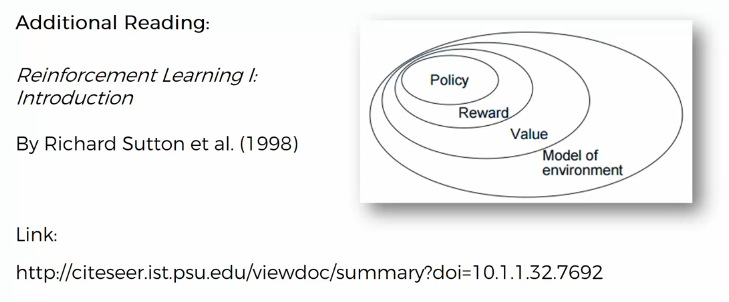 Additional Reading:
Reinforcement Learning I:
Introduction
By Richard Sutton et al. (1998)
Policy
Reward
Value
Model of
environment
Link:
http://citeseer.ist.psu.edu/viewdoc/summary?doi=10.1.1.32.7692